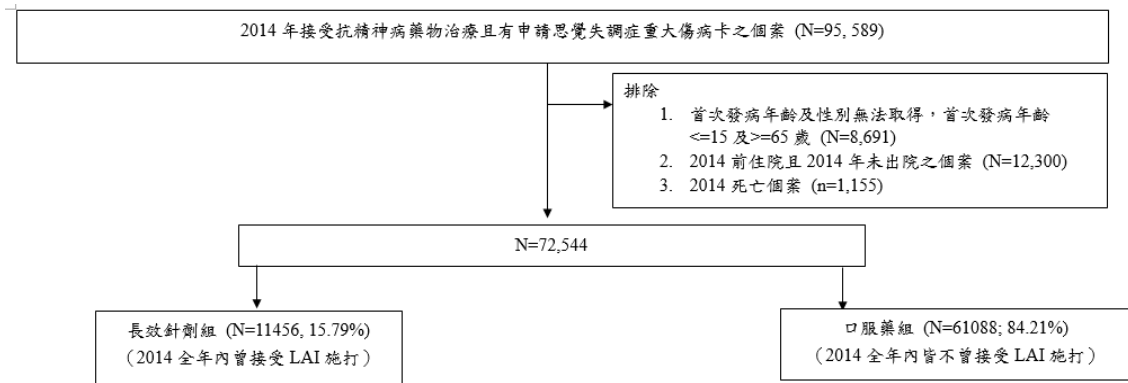 2014 年接受抗精神病藥物治療且有申請思覺失調症重大傷病卡之個案 (N=95, 589)
排除
1. 首次發病年齡及性別無法取得，首次發病年齡
<=15 及>=65 歲 (N=8,691)
2. 2014 前住院且 2014 年未出院之個案 (N=12,300)
3. 2014 死亡個案 (n=1,155)
N=72,544
長效針劑組 (N=11456, 15.79%)
（2014 全年內曾接受 LAI 施打）
口服藥組 (N=61088; 84.21%)
（2014 全年內皆不曾接受 LAI 施打）